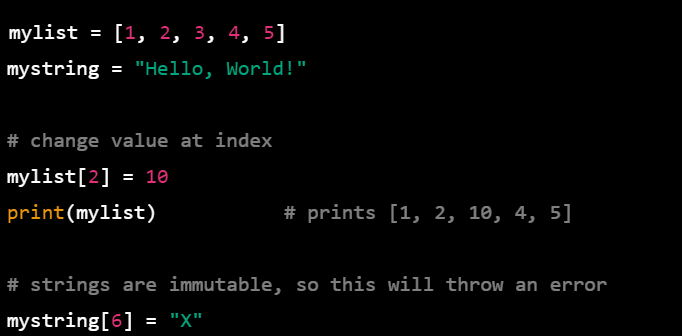 mylist = [1, 2, 3, 4, 5]
mystring = "Hello, World!"
# change value at index
mylist[2] = 10
print(mylist)           # prints [1, 2, 10, 4, 5]
# strings are immutable, so this will throw an error
mystring[6] = "X"